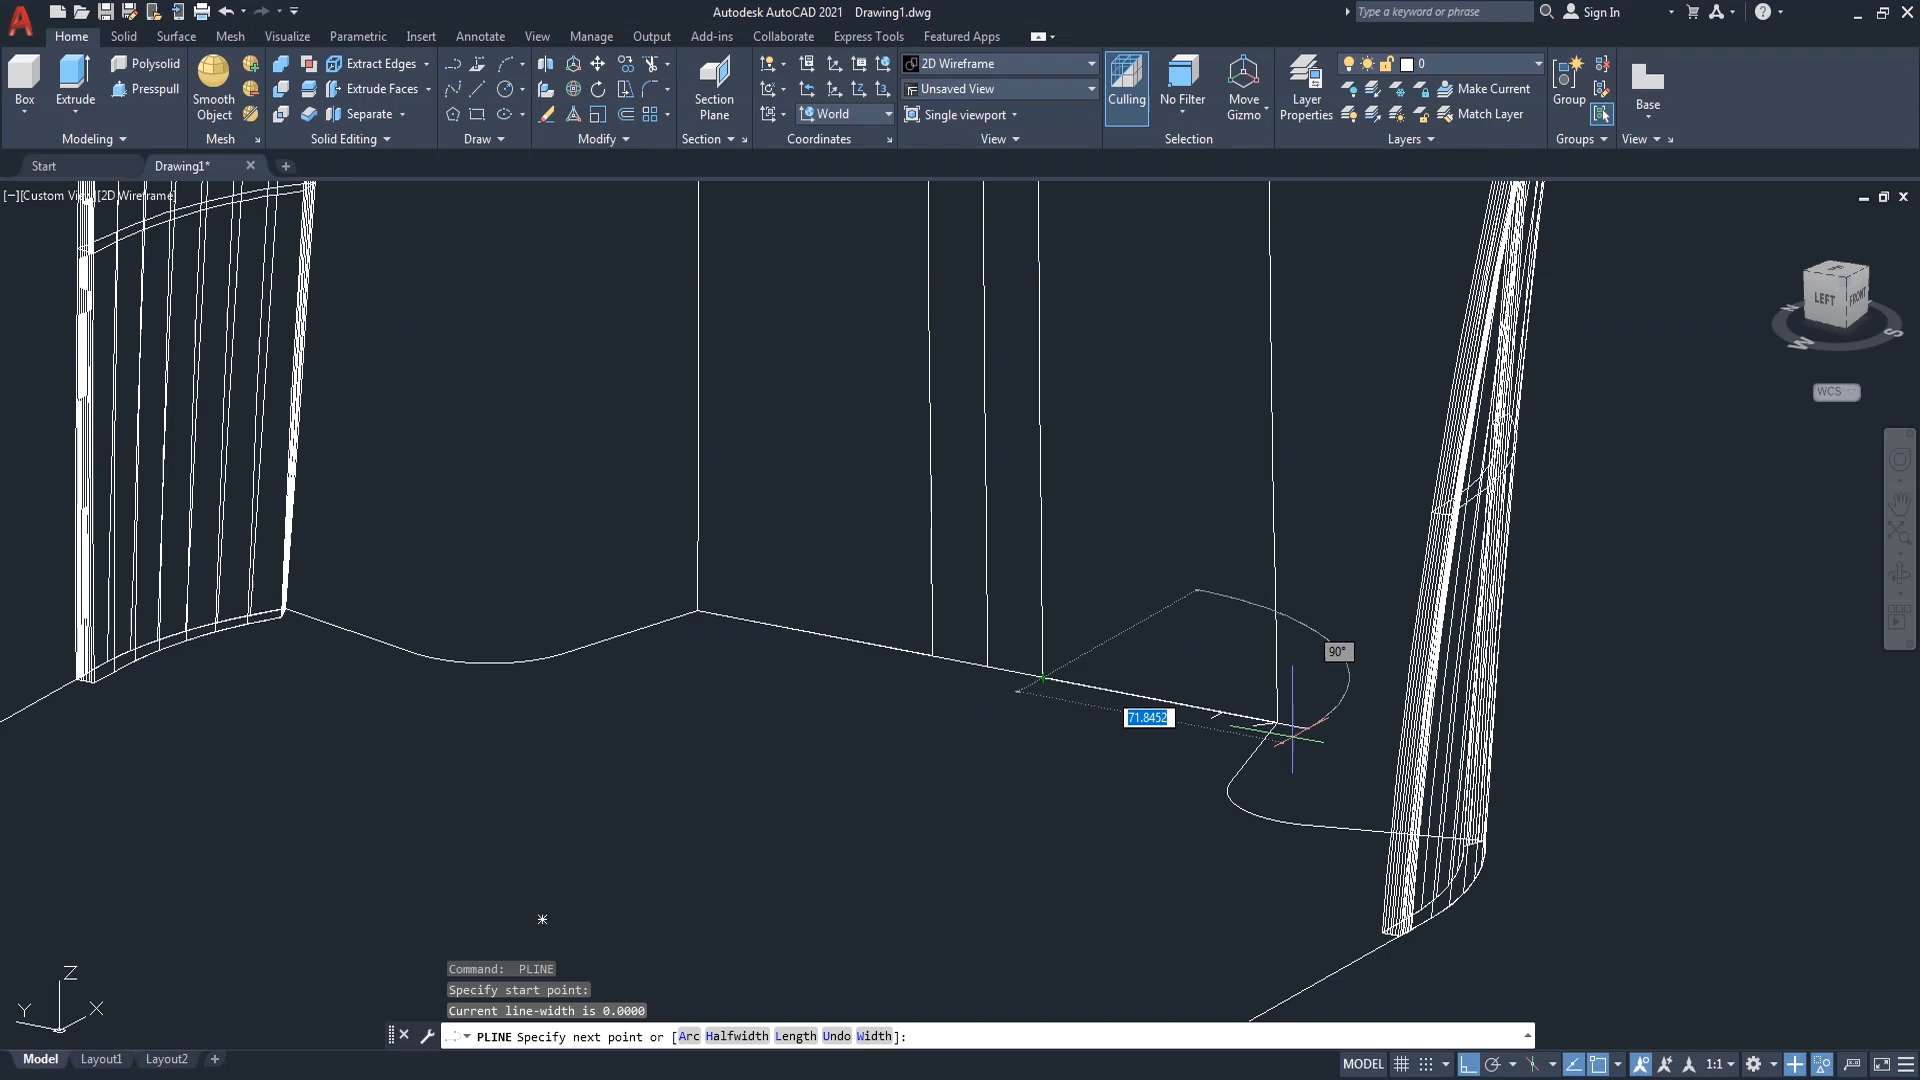 Autodesk AutoCAD 2021 Drawing1.dwg
Type a keyword or phrase
Sign In
Home Solid Surface Mesh Visualize Parametric Insert Annotate View Manage Output Add-ins Collaborate Express Tools Featured Apps
Box
Extrude
Polysolid
Presspull
Modeling
Smooth Object
Mesh
Extract Edges
Extrude Faces
Separate
Solid Editing
Draw
Modify
Section Plane
Section
World
Coordinates
2D Wireframe
Unsaved View
Single viewport
View
Culling
No Filter
Move Gizmo
Selection
Layer Properties
0
Make Current
Match Layer
Layers
Group
Groups
Base
View
Start
Drawing1*
[−][Custom View][2D Wireframe]
LEFT
FRONT
N
S
W
WCS
90°
71.8452
Z
Y
X
Command: PLINE
Specify start point:
Current line-width is 0.0000
PLINE Specify next point or [Arc Halfwidth Length Undo Width]:
Model Layout1 Layout2
MODEL
1:1